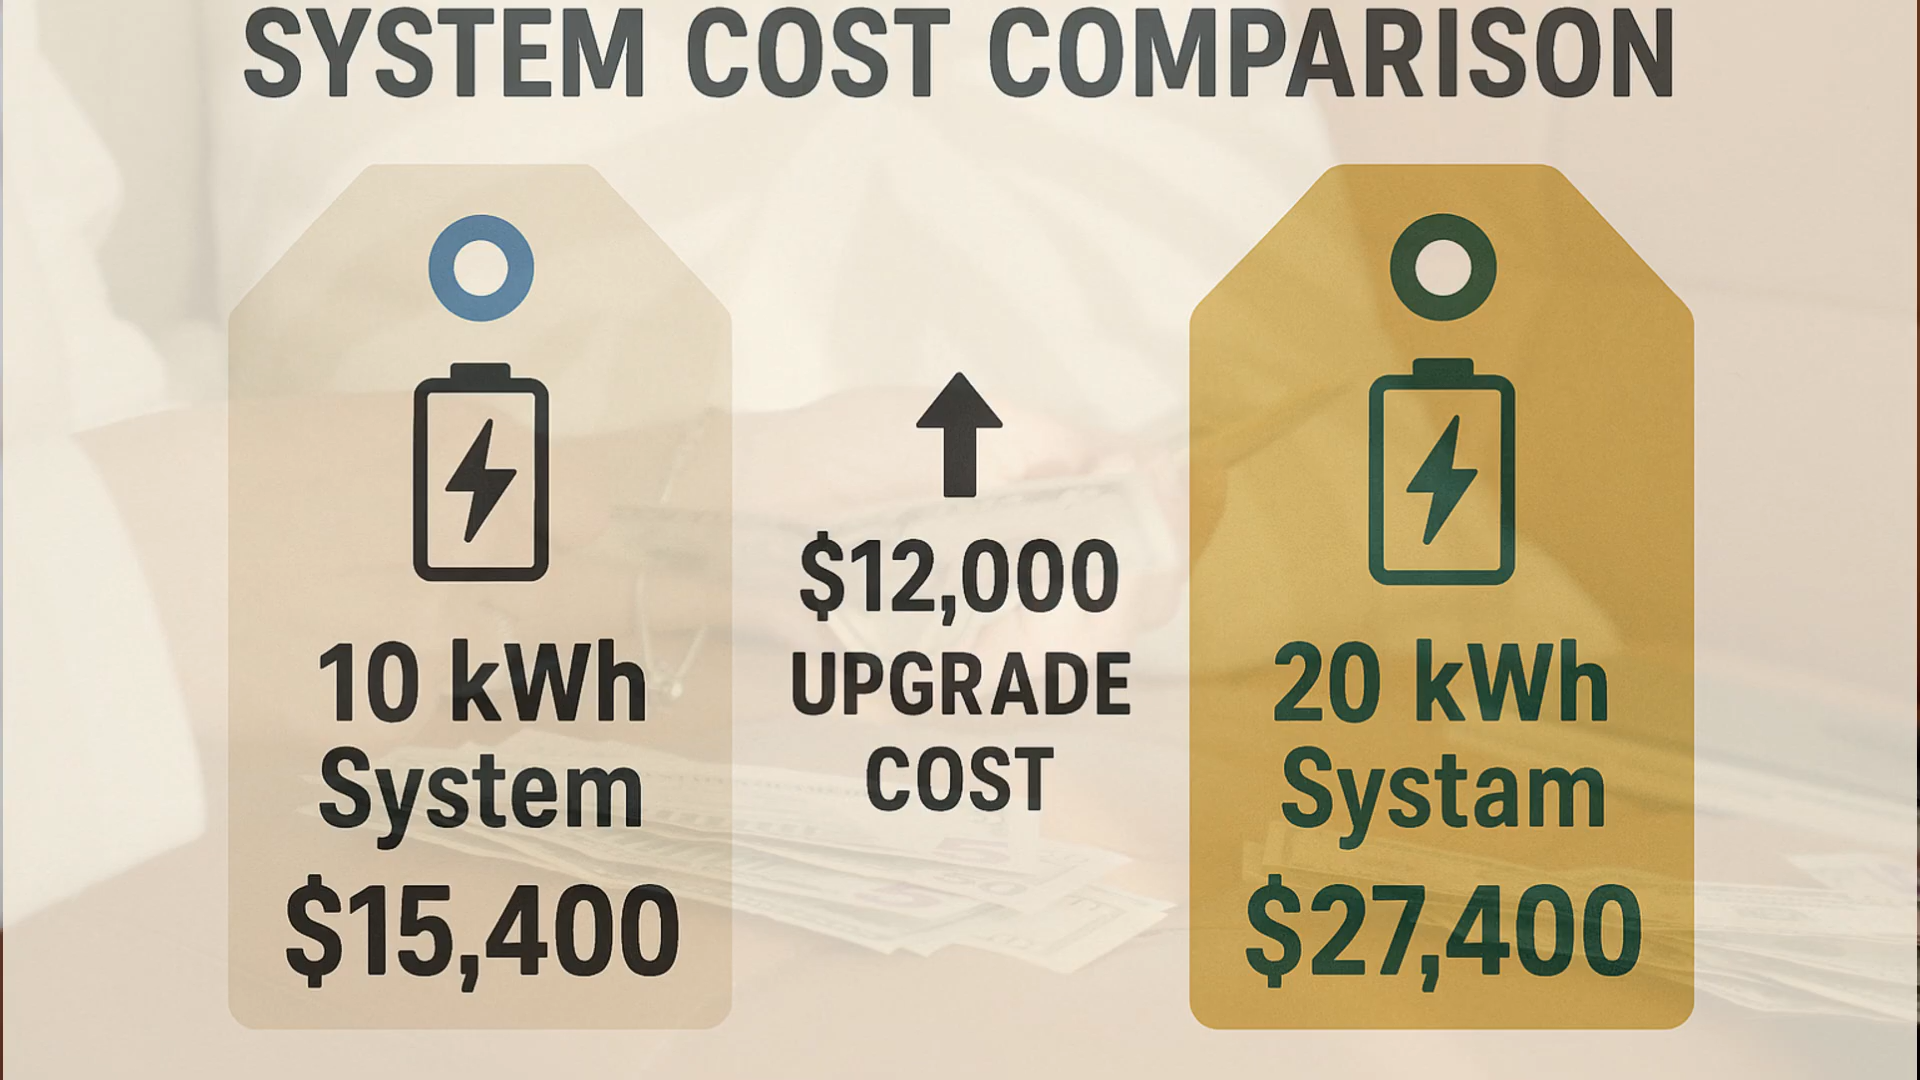 SYSTEM COST COMPARISON
10 kWh
System
$15,400
$12,000
UPGRADE
COST
20 kWh
Systam
$27,400